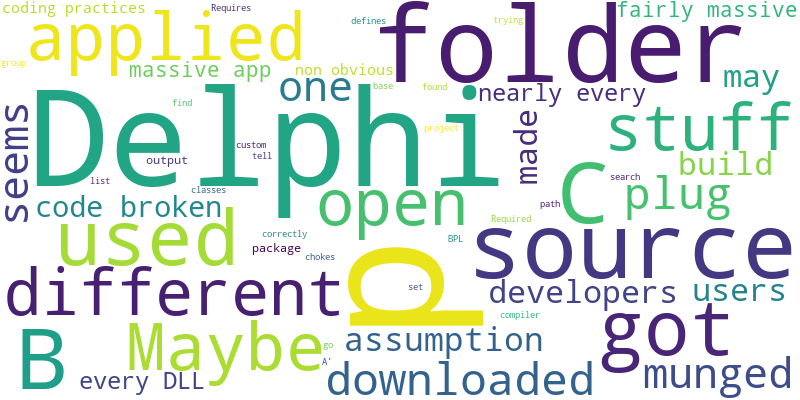 coding practices
Requires
defines
trying
fairly massive
applied
folder
group
massive app
non obvious
may
one
base
found
nearly every
Delphi
find
stuff
seems
custom
made
project
output
tell
build
list
classes
search
plug
C
path
code broken
open
used
Required
source
correctly
BPL
package
chokes
d
different
set
developers
users
compiler
got
B
Maybe
go
assumption
A'
every DLL
downloaded
munged